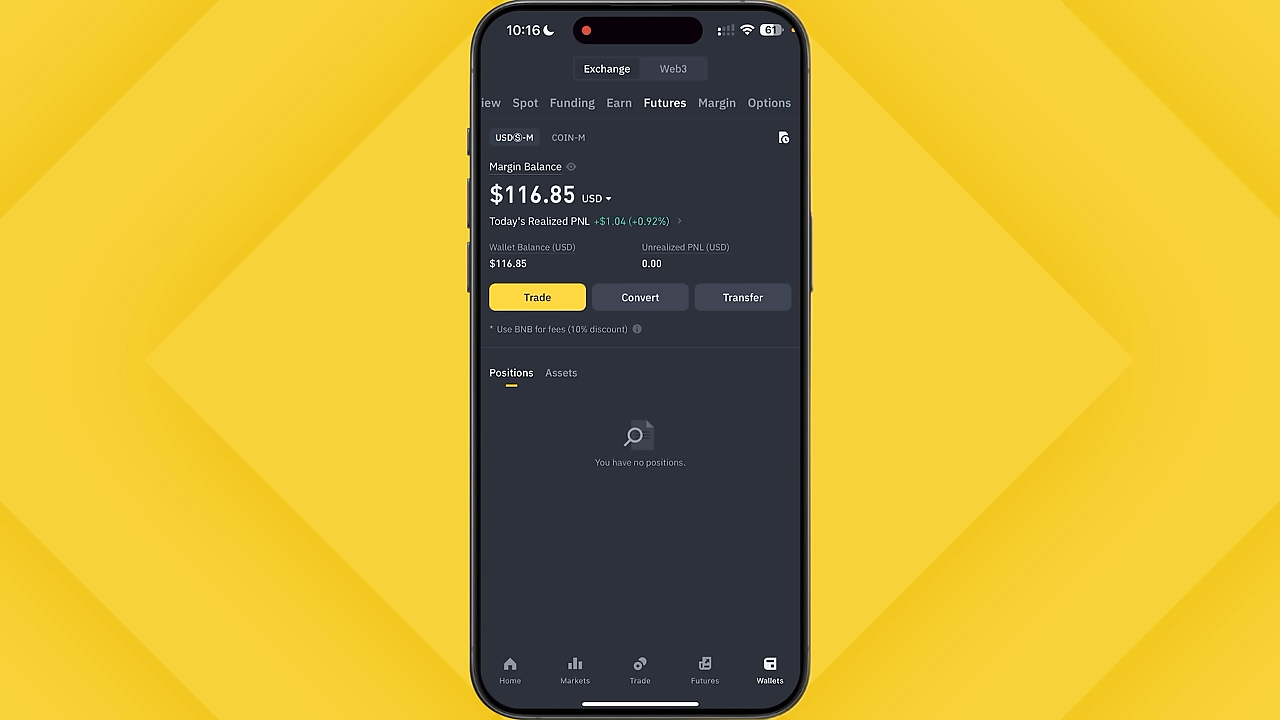 10:16
61
Exchange Web3
iew Spot Funding Earn Futures Margin Options
USDⓈ-M COIN-M
Margin Balance
$116.85 USD
Today's Realized PNL +$1.04 (+0.92%)
Wallet Balance (USD) Unrealized PNL (USD)
$116.85 0.00
Trade Convert Transfer
* Use BNB for fees (10% discount)
Positions Assets
You have no positions.
Home Markets Trade Futures Wallets